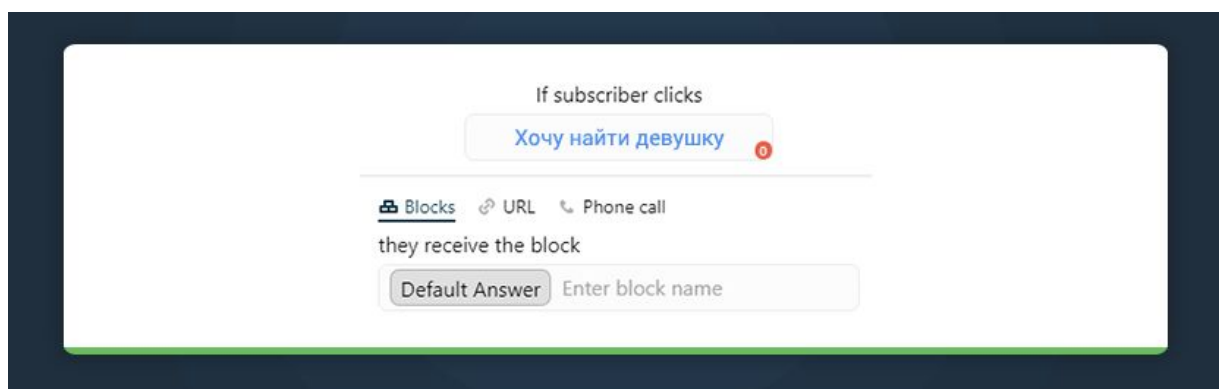 If subscriber clicks
Хочу найти девушку
0
Blocks URL Phone call
they receive the block
Default Answer Enter block name